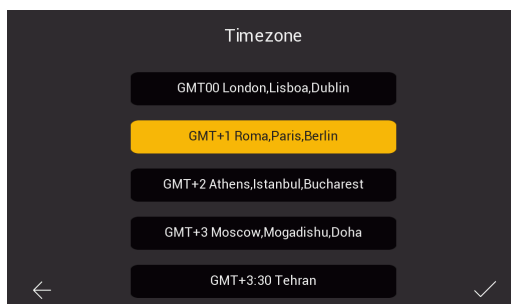 Timezone
GMT00 London,Lisboa,Dublin
GMT+1 Roma,Paris,Berlin
GMT+2 Athens,Istanbul,Bucharest
GMT+3 Moscow,Mogadishu,Doha
GMT+3:30 Tehran